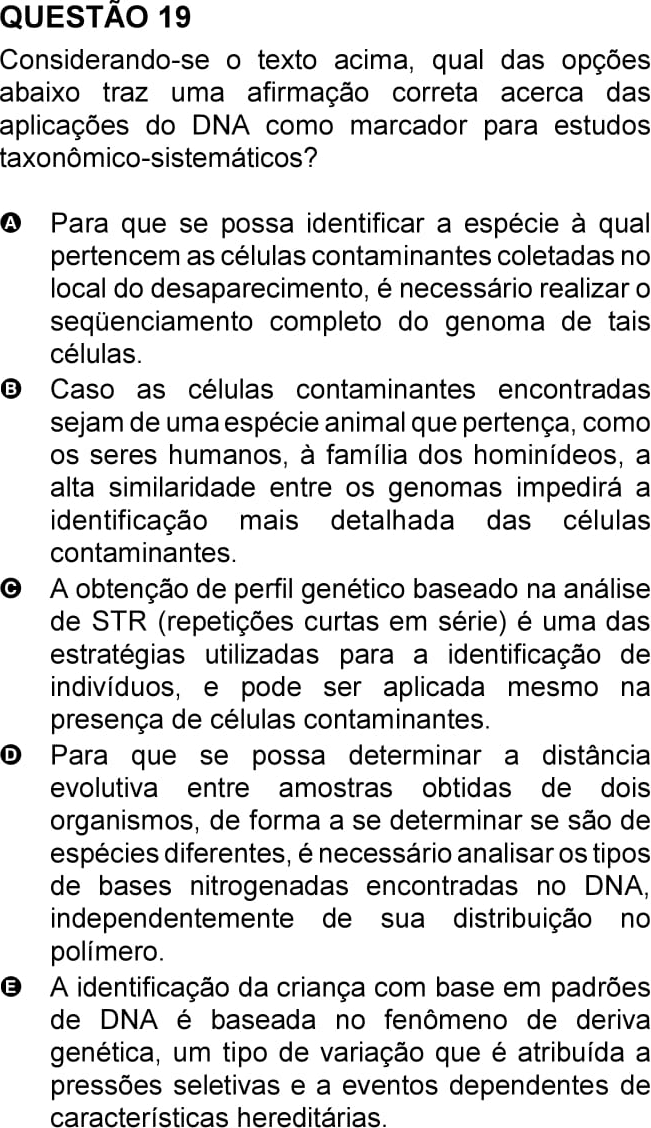 QUESTÃO 19
Considerando-se o texto acima, qual das opções
abaixo traz uma afirmação correta acerca das
aplicações do DNA como marcador para estudos
taxonômico-sistemáticos?
A Para que se possa identificar a espécie à qual
pertencem as células contaminantes coletadas no
local do desaparecimento, é necessário realizar o
seqüenciamento completo do genoma de tais
células.
B Caso as células contaminantes encontradas
sejam de uma espécie animal que pertença, como
os seres humanos, à família dos hominídeos, a
alta similaridade entre os genomas impedirá a
identificação mais detalhada das células
contaminantes.
C A obtenção de perfil genético baseado na análise
de STR (repetições curtas em série) é uma das
estratégias utilizadas para a identificação de
indivíduos, e pode ser aplicada mesmo na
presença de células contaminantes.
D Para que se possa determinar a distância
evolutiva entre amostras obtidas de dois
organismos, de forma a se determinar se são de
espécies diferentes, é necessário analisar os tipos
de bases nitrogenadas encontradas no DNA,
independentemente de sua distribuição no
polímero.
E A identificação da criança com base em padrões
de DNA é baseada no fenômeno de deriva
genética, um tipo de variação que é atribuída a
pressões seletivas e a eventos dependentes de
características hereditárias.